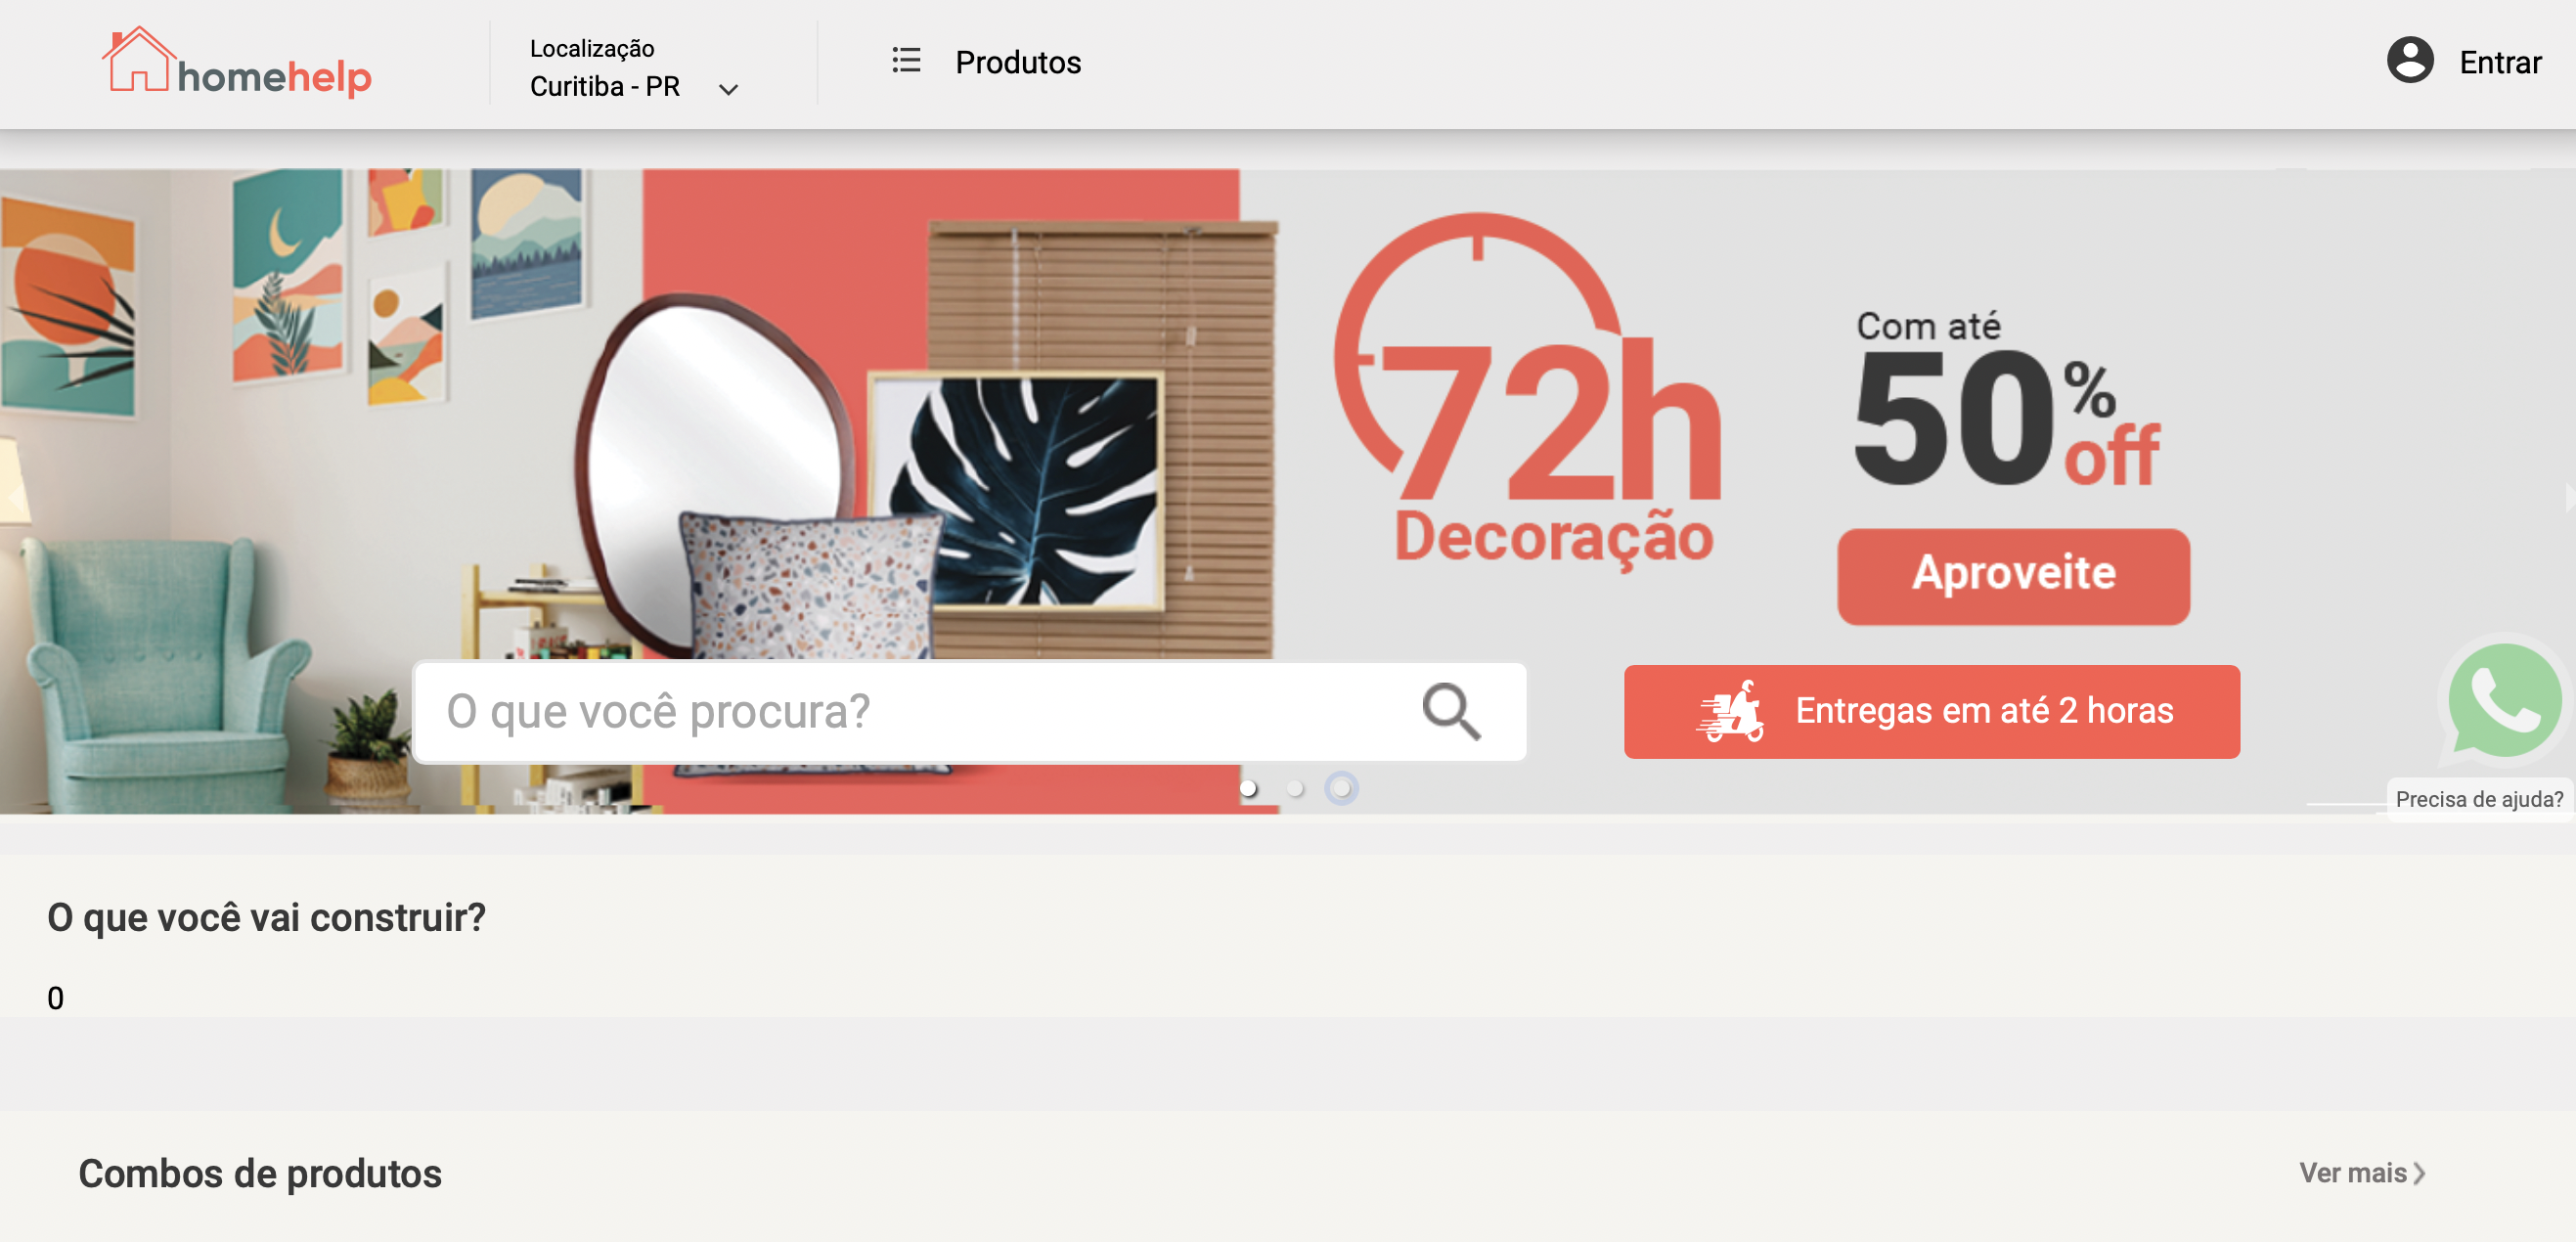 homehelp
Localização
Curitiba - PR
Produtos
Entrar
72h
Decoração
Com até
50% off
Aproveite
O que você procura?
Entregas em até 2 horas
Precisa de ajuda?
O que você vai construir?
0
Combos de produtos
Ver mais